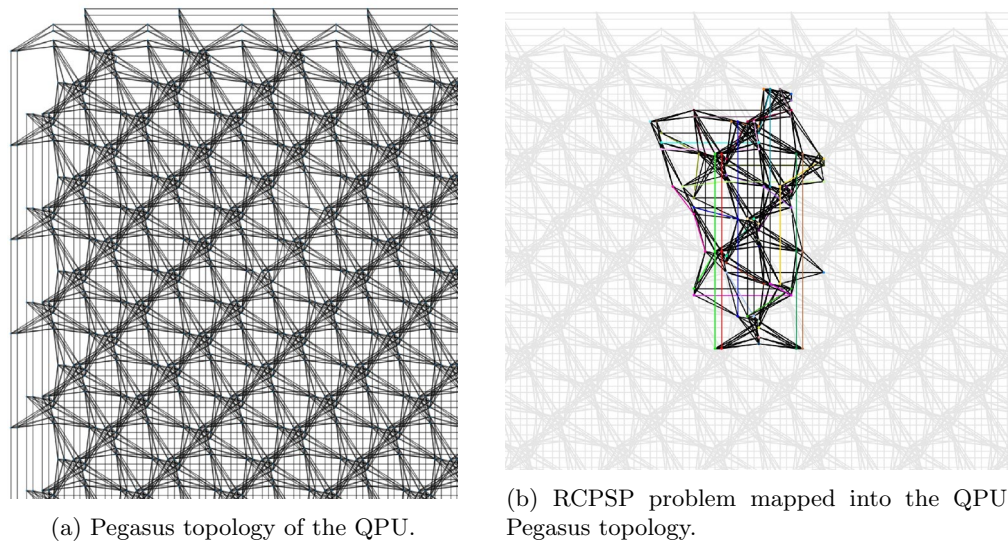 (a) Pegasus topology of the QPU.
(b) RCPSP problem mapped into the QPU
Pegasus topology.